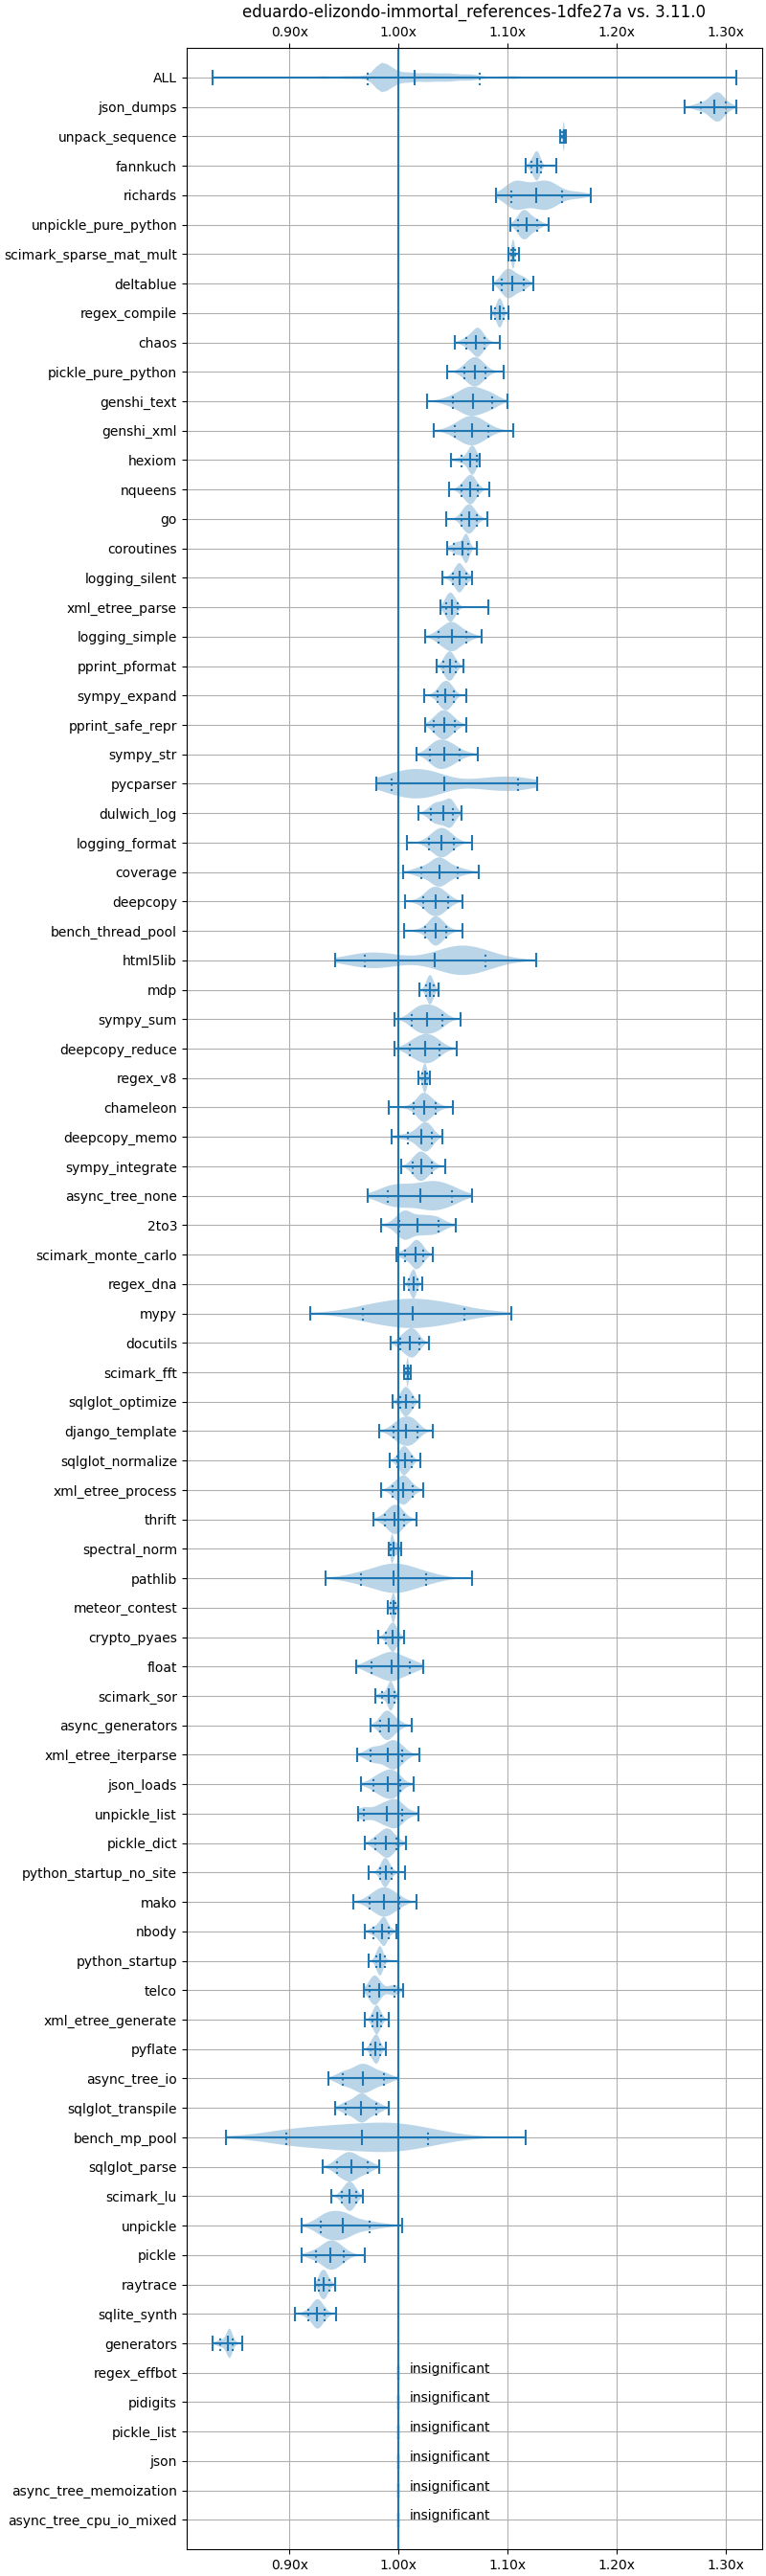 eduardo-elizondo-immortal_references-1dfe27a vs. 3.11.0
0.90x 1.00x 1.10x 1.20x 1.30x
ALL
json_dumps
unpack_sequence
fannkuch
richards
unpickle_pure_python
scimark_sparse_mat_mult
deltablue
regex_compile
chaos
pickle_pure_python
genshi_text
genshi_xml
hexiom
nqueens
go
coroutines
logging_silent
xml_etree_parse
logging_simple
pprint_pformat
sympy_expand
pprint_safe_repr
sympy_str
pycparser
dulwich_log
logging_format
coverage
deepcopy
bench_thread_pool
html5lib
mdp
sympy_sum
deepcopy_reduce
regex_v8
chameleon
deepcopy_memo
sympy_integrate
async_tree_none
2to3
scimark_monte_carlo
regex_dna
mypy
docutils
scimark_fft
sqlglot_optimize
django_template
sqlglot_normalize
xml_etree_process
thrift
spectral_norm
pathlib
meteor_contest
crypto_pyaes
float
scimark_sor
async_generators
xml_etree_iterparse
json_loads
unpickle_list
pickle_dict
python_startup_no_site
mako
nbody
python_startup
telco
xml_etree_generate
pyflate
async_tree_io
sqlglot_transpile
bench_mp_pool
sqlglot_parse
scimark_lu
unpickle
pickle
raytrace
sqlite_synth
generators
regex_effbot insignificant
pidigits insignificant
pickle_list insignificant
json insignificant
async_tree_memoization insignificant
async_tree_cpu_io_mixed insignificant
0.90x 1.00x 1.10x 1.20x 1.30x